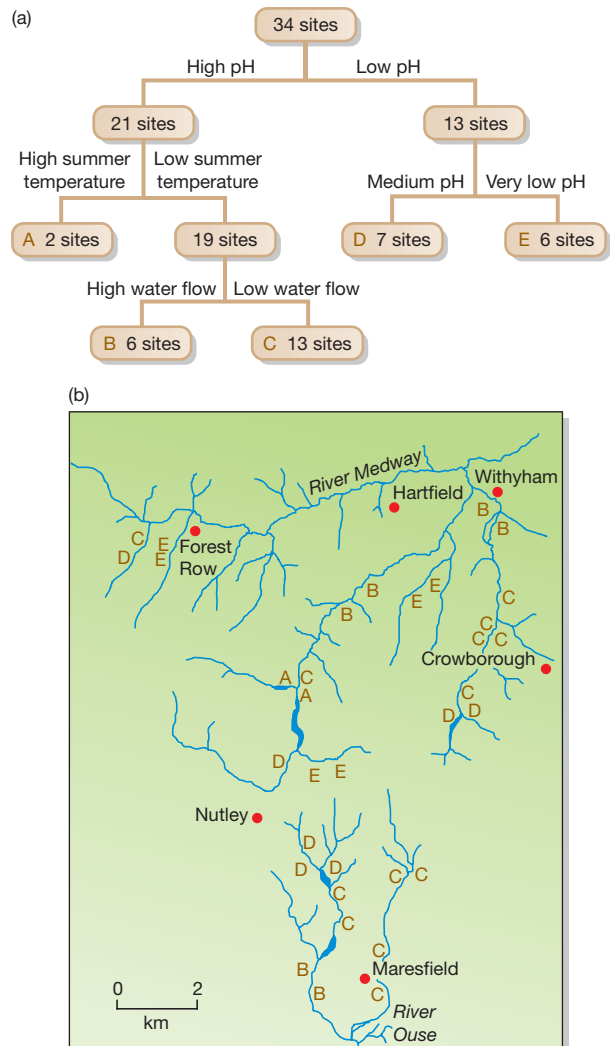 (a)
34 sites
High pH Low pH
21 sites 13 sites
High summer temperature Low summer temperature
Medium pH Very low pH
A 2 sites 19 sites D 7 sites E 6 sites
High water flow Low water flow
B 6 sites C 13 sites
(b)
River Medway
Withyham
Hartfield
B
B
C
D
E
E
Forest
Row
E
E
B
B
C
C
C
C
Crowborough
A
C
A
C
D
D
D
E
E
Nutley
D
D
D
C
C
C
C
B
B
C
Maresfield
C
0 2
km
River
Ouse